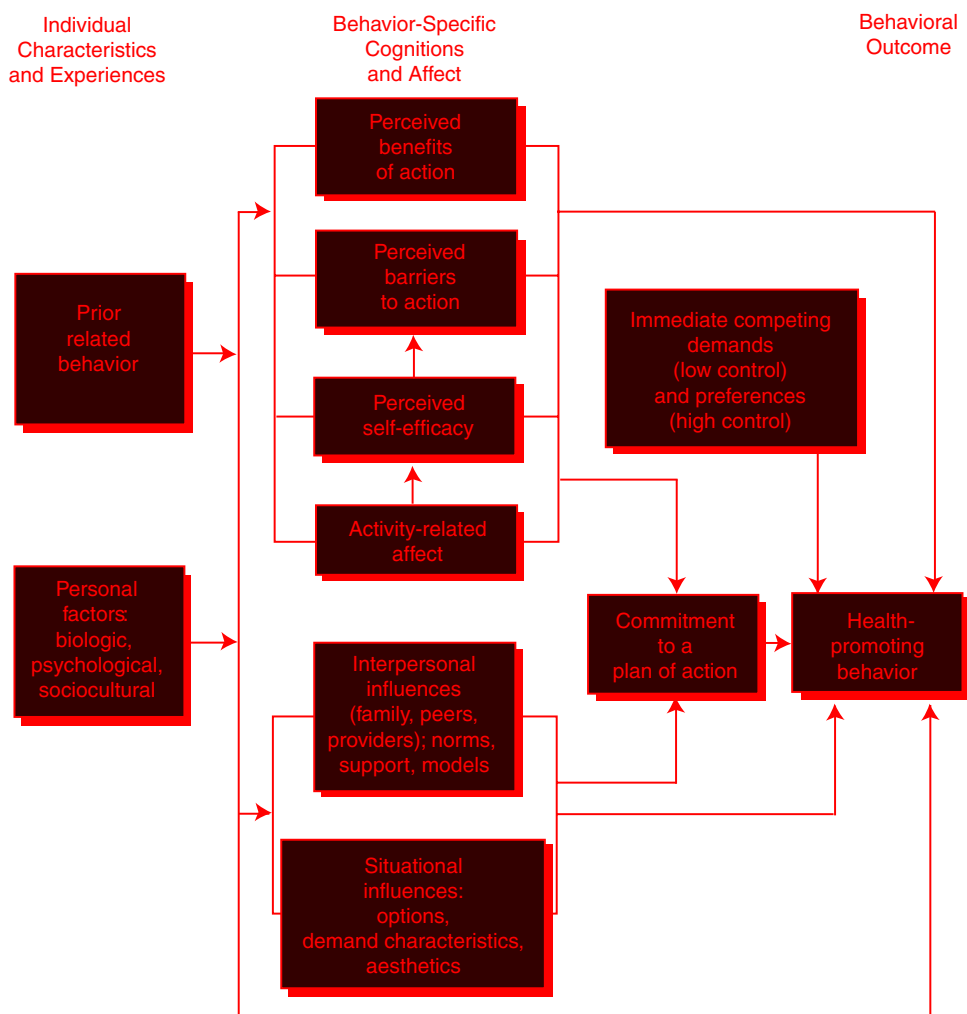 Individual
Characteristics
and Experiences
Behavior-Specific
Cognitions
and Affect
Behavioral
Outcome
Perceived
benefits
of action
Perceived
barriers
to action
Prior
related
behavior
Immediate competing
demands
(low control)
and preferences
(high control)
Perceived
self-efficacy
Activity-related
affect
Personal
factors:
biologic,
psychological,
sociocultural
Commitment
to a
plan of action
Health-
promoting
behavior
Interpersonal
influences
(family, peers,
providers); norms,
support, models
Situational
influences:
options,
demand characteristics,
aesthetics